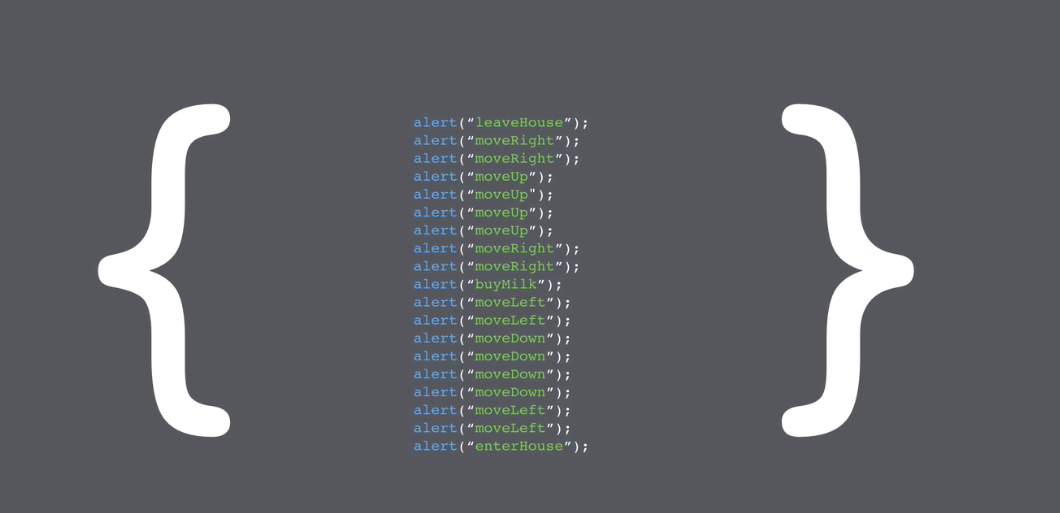 {
alert(“leaveHouse”);
alert(“moveRight”);
alert(“moveRight”);
alert(“moveUp”);
alert(“moveUp");
alert(“moveUp”);
alert(“moveUp”);
alert(“moveRight”);
alert(“moveRight”);
alert(“buyMilk”);
alert(“moveLeft”);
alert(“moveLeft”);
alert(“moveDown”);
alert(“moveDown”);
alert(“moveDown”);
alert(“moveDown”);
alert(“moveLeft”);
alert(“moveLeft”);
alert(“enterHouse”);
}